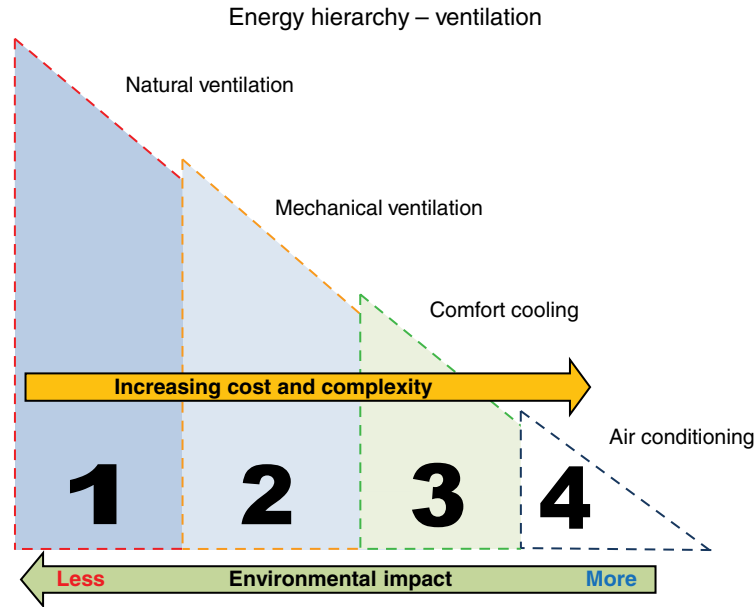 Energy hierarchy – ventilation
Natural ventilation
Mechanical ventilation
Comfort cooling
Increasing cost and complexity
Air conditioning
1 2 3 4
Less Environmental impact More